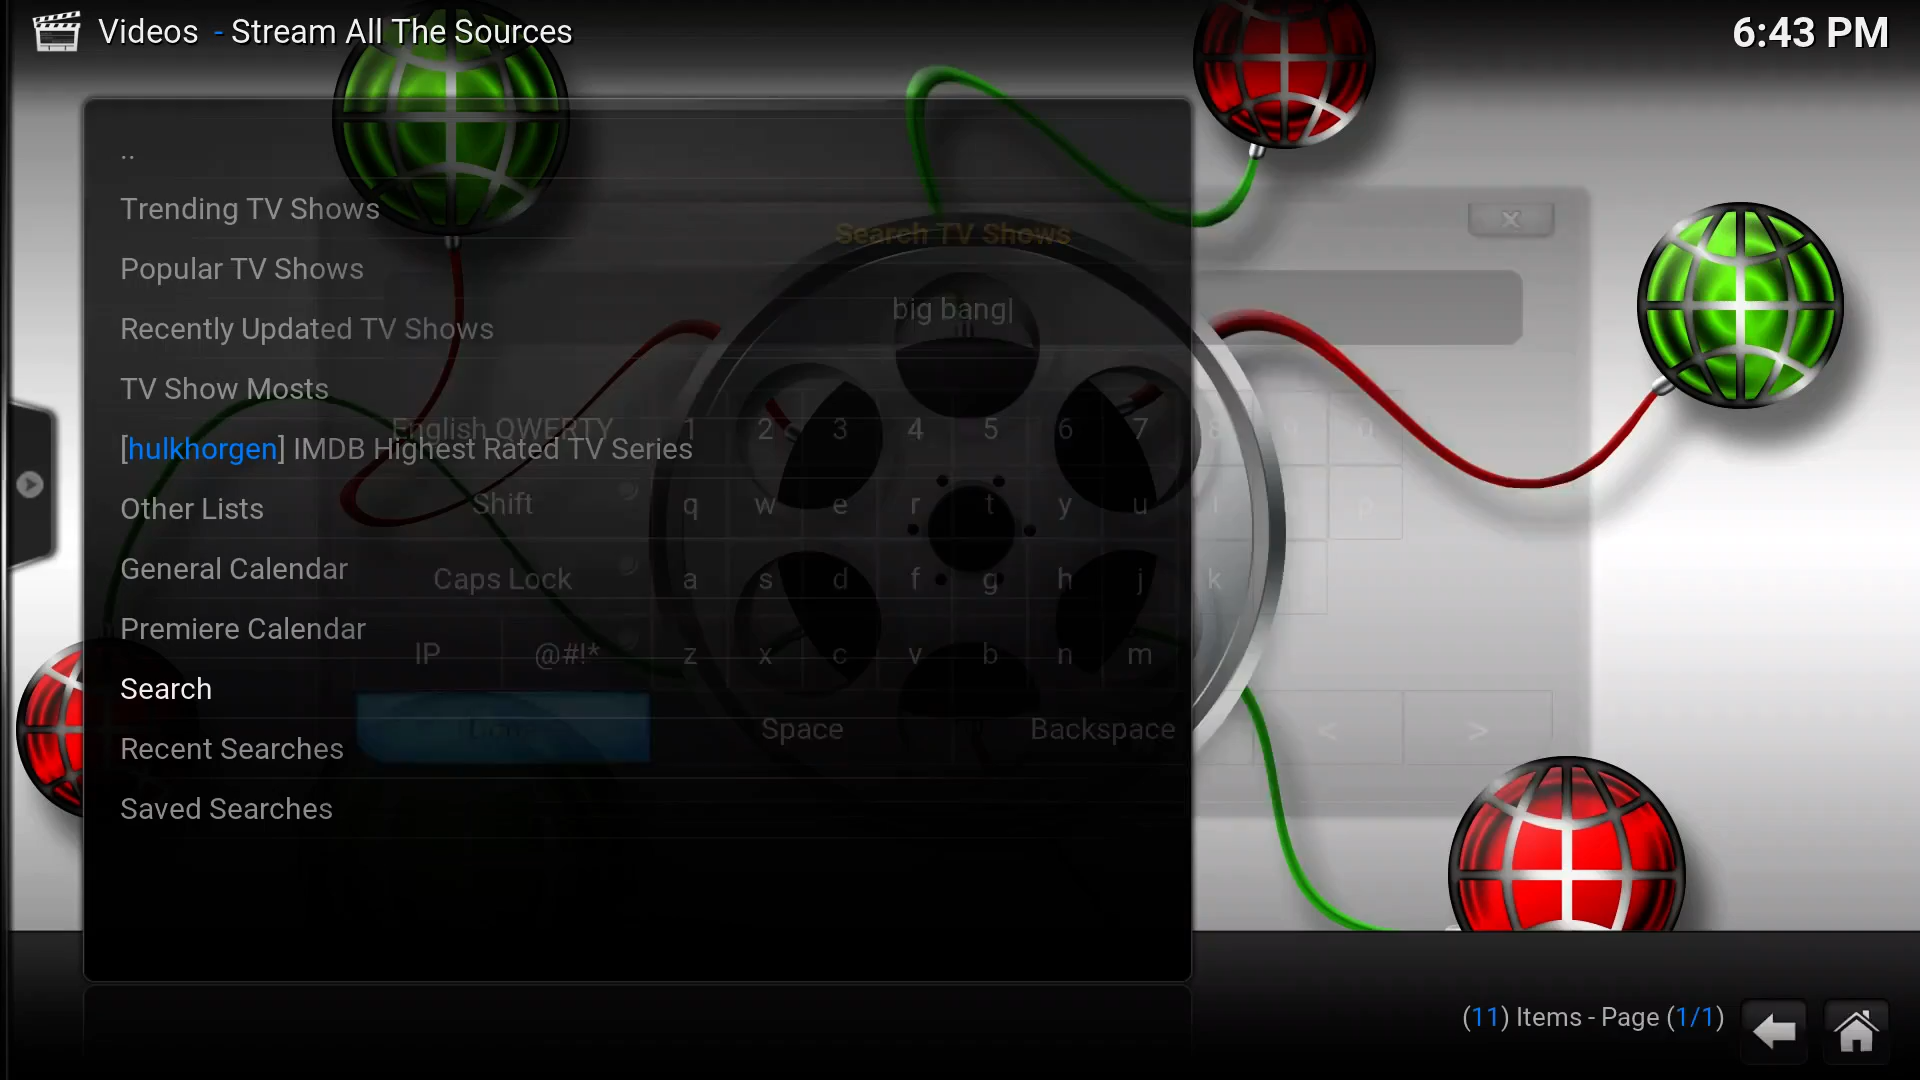 Videos - Stream All The Sources
6:43 PM
..
Trending TV Shows
Popular TV Shows
Recently Updated TV Shows
TV Show Mosts
[hulkhorgen] IMDB Highest Rated TV Series
Other Lists
General Calendar
Premiere Calendar
Search
Recent Searches
Saved Searches
Search TV Shows
big bang|
English QWERTY 1 2 3 4 5 6 7 8 9 0
Shift q w e r t y u i p
Caps Lock a s d f g h j k
IP @#!* z x c v b n m
Space Backspace < >
(11) Items - Page (1/1)